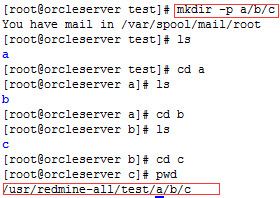 [root@orcleserver test]# mkdir -p a/b/c
You have mail in /var/spool/mail/root
[root@orcleserver test]# ls
a
[root@orcleserver test]# cd a
[root@orcleserver a]# ls
b
[root@orcleserver a]# cd b
[root@orcleserver b]# ls
c
[root@orcleserver b]# cd c
[root@orcleserver c]# pwd
/usr/redmine-all/test/a/b/c